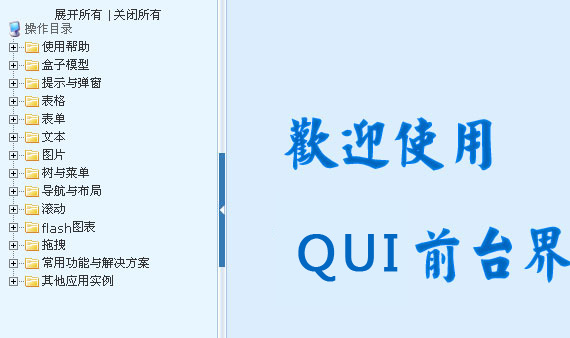 展开所有 | 关闭所有
操作目录
使用帮助
盒子模型
提示与弹窗
表格
表单
文本
图片
树与菜单
导航与布局
滚动
flash图表
拖拽
常用功能与解决方案
其他应用实例
歡迎使用
QUI 前台界